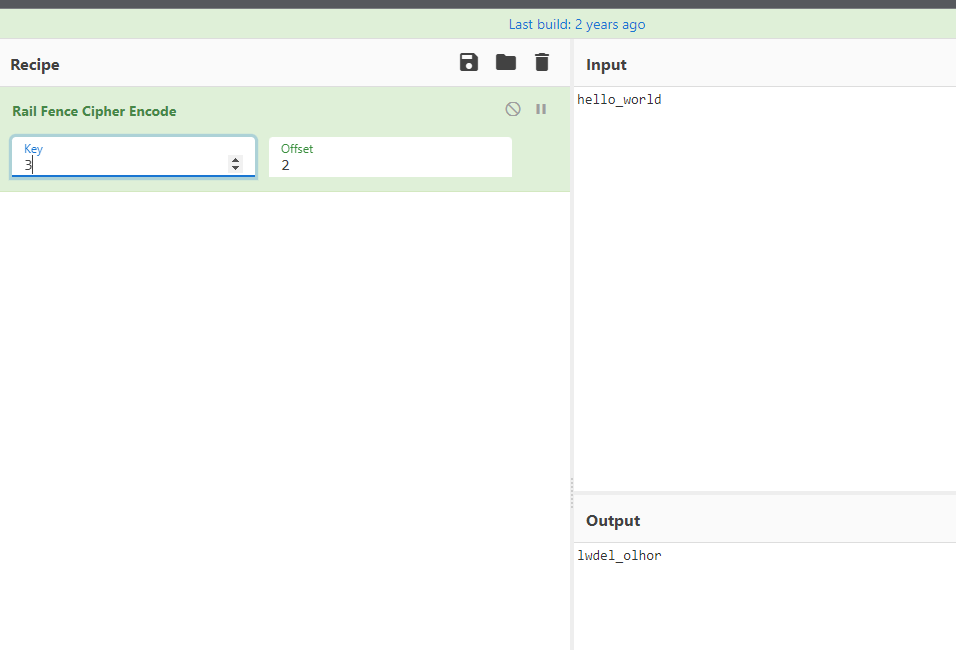 Last build: 2 years ago
Recipe
Rail Fence Cipher Encode
Key
3
Offset
2
Input
hello_world
Output
lwdel_olhor